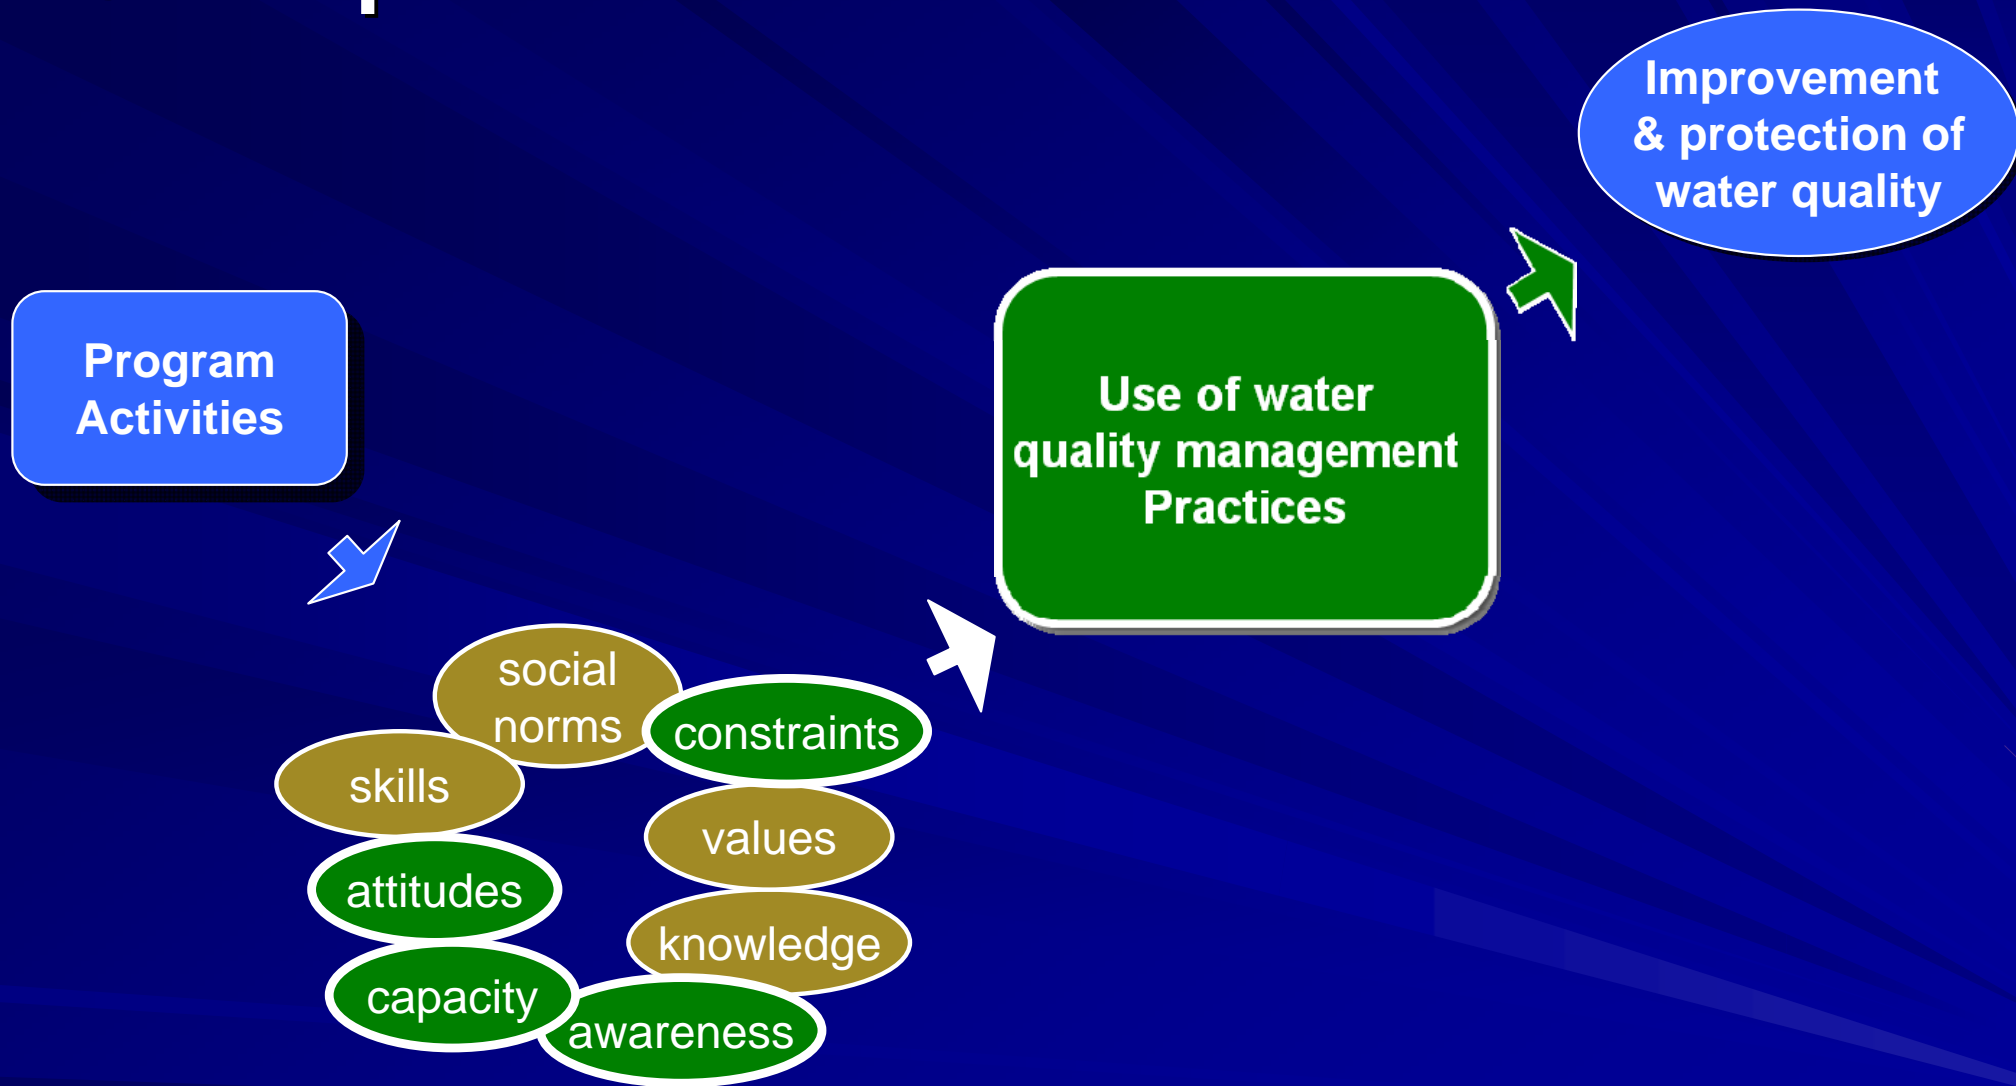 Improvement
& protection of
water quality
Program
Activities
Use of water
quality management
Practices
social
norms
constraints
skills
values
attitudes
knowledge
capacity
awareness